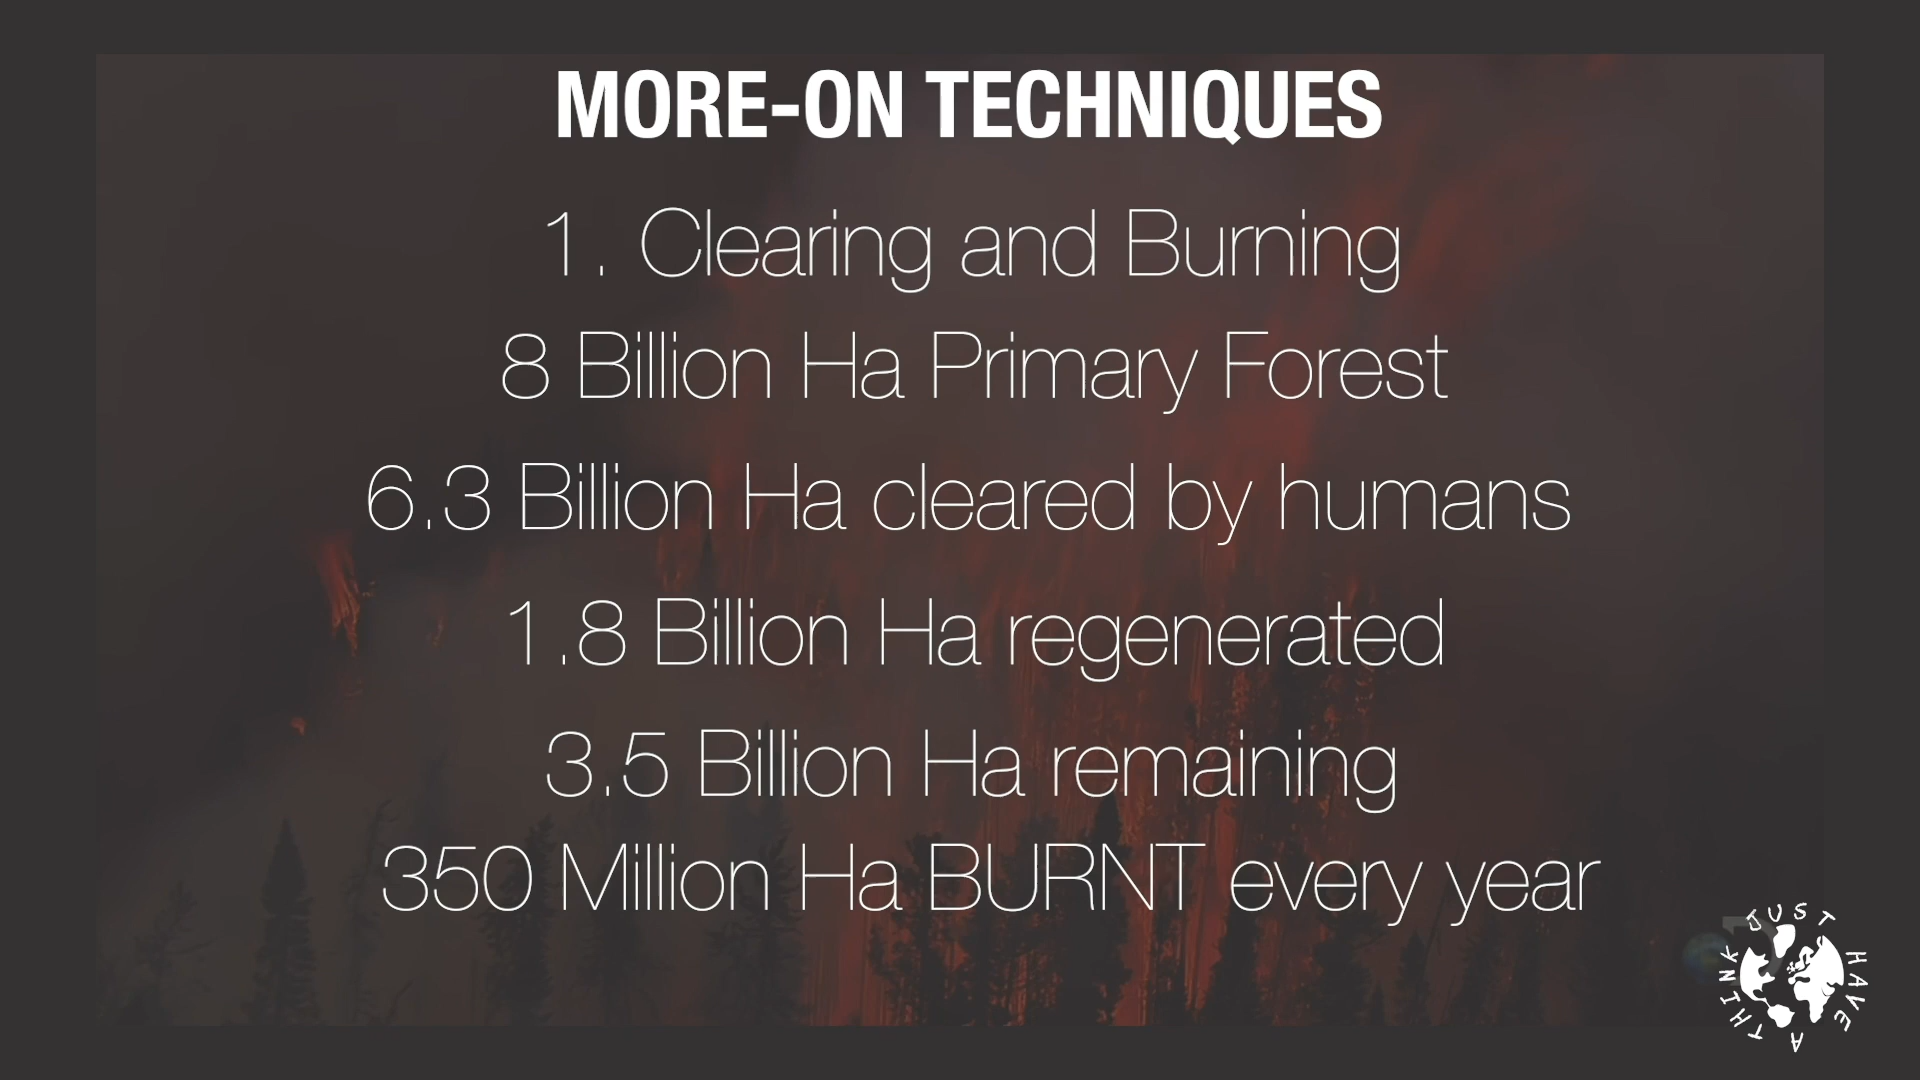 MORE-ON TECHNIQUES
1. Clearing and Burning
8 Billion Ha Primary Forest
6.3 Billion Ha cleared by humans
1.8 Billion Ha regenerated
3.5 Billion Ha remaining
350 Million Ha BURNT every year
JUST HAVE A THINK